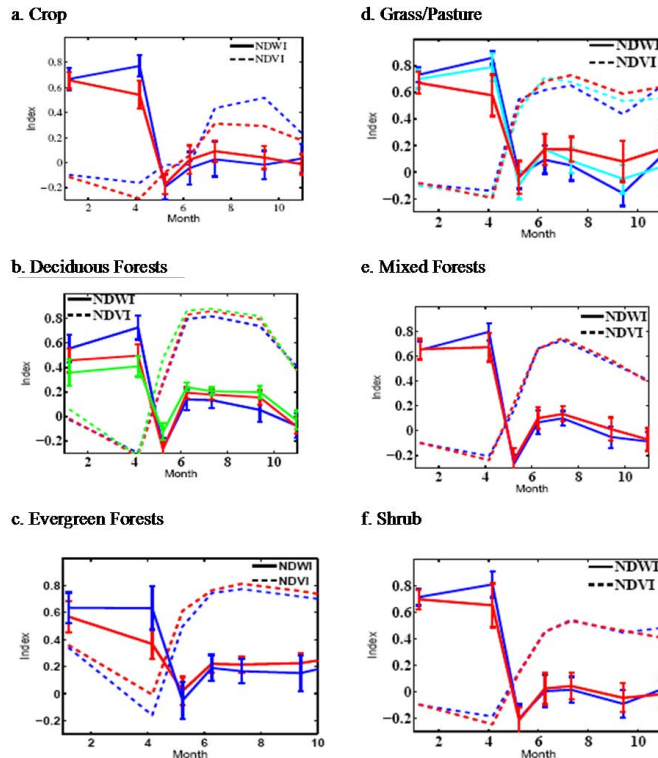 a. Crop
NDWI
NDVI
0.8
0.6
0.4
0.2
0
−0.2
Index
2
4
6
8
10
Month
b. Deciduous Forests
NDWI
NDVI
0.8
0.6
0.4
0.2
0
−0.2
Index
2
4
6
8
10
Month
c. Evergreen Forests
NDWI
NDVI
0.8
0.6
0.4
0.2
0
−0.2
Index
2
4
6
8
10
Month
d. Grass/Pasture
NDWI
NDVI
0.8
0.6
0.4
0.2
0
−0.2
Index
2
4
6
8
10
Month
e. Mixed Forests
NDWI
NDVI
0.8
0.6
0.4
0.2
0
−0.2
Index
2
4
6
8
10
Month
f. Shrub
NDWI
NDVI
0.8
0.6
0.4
0.2
0
−0.2
Index
2
4
6
8
10
Month